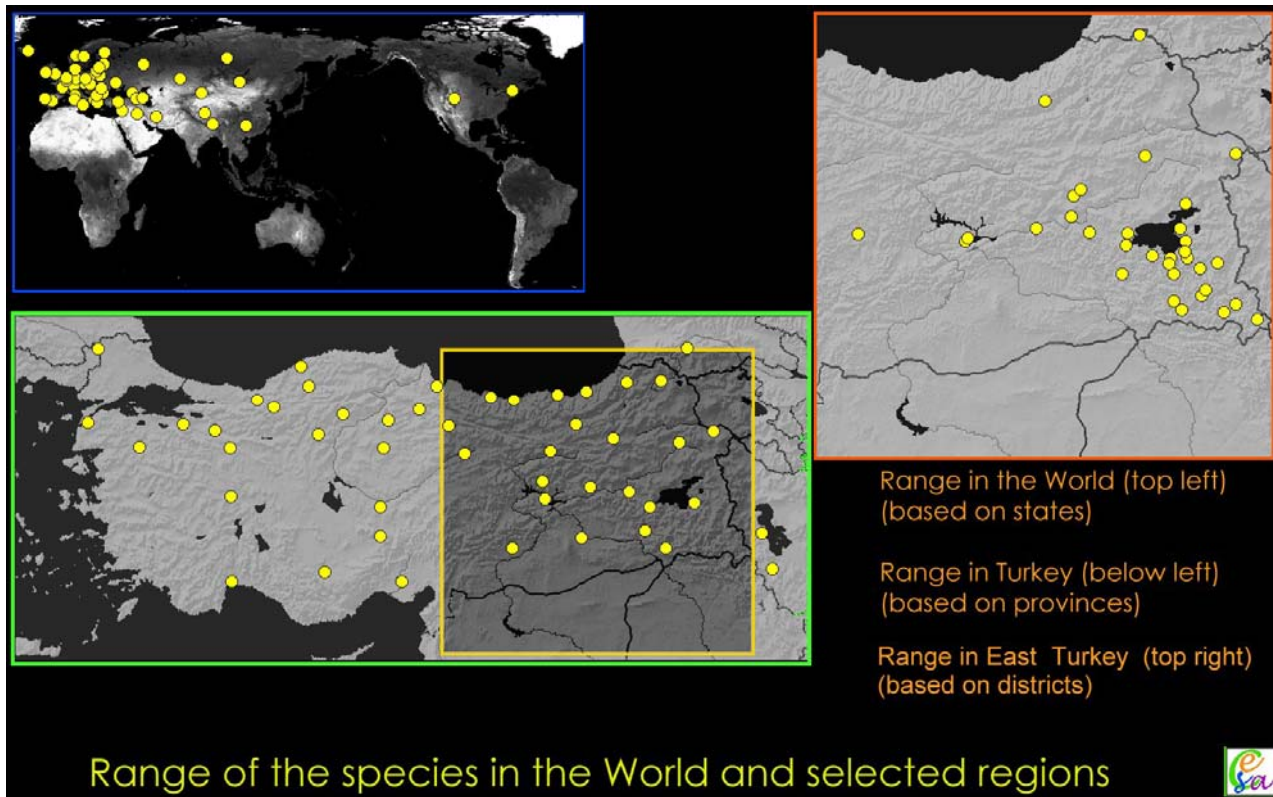 Range in the World (top left)
(based on states)
Range in Turkey (below left)
(based on provinces)
Range in East Turkey (top right)
(based on districts)
Range of the species in the World and selected regions
esa